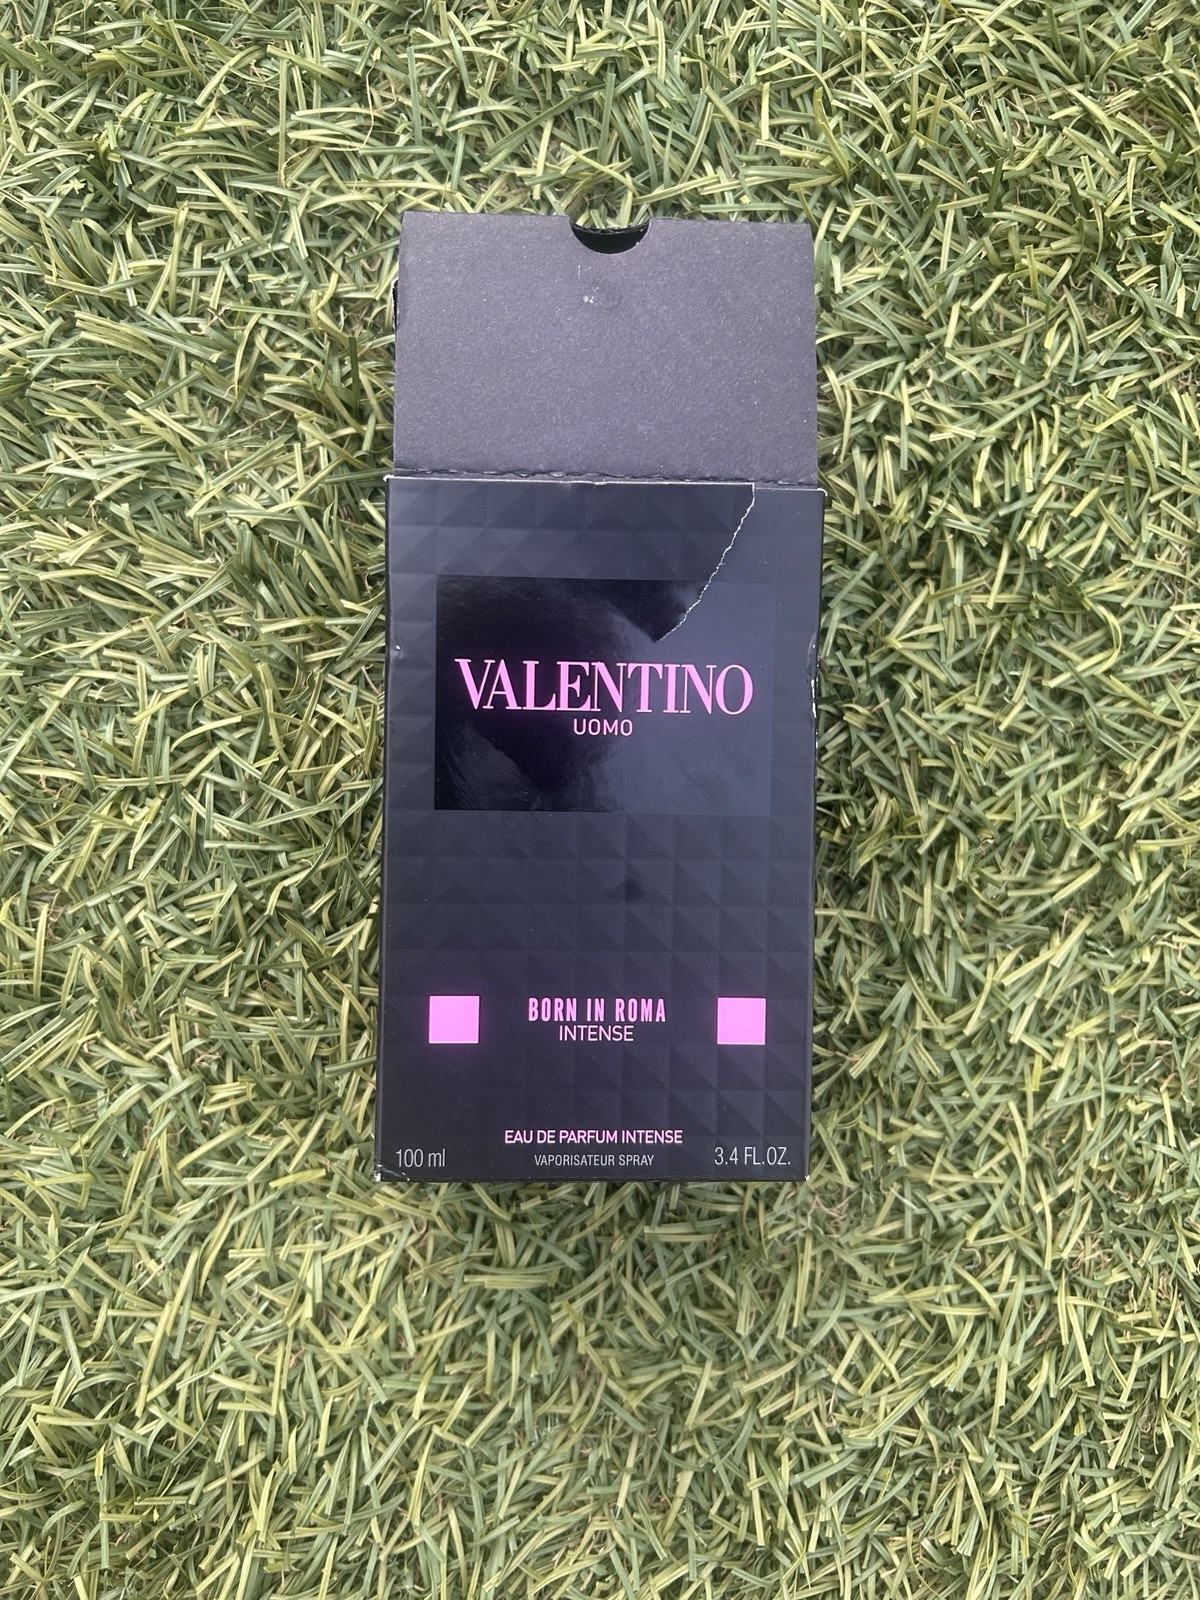 VALENTINO
UOMO
BORN IN ROMA
INTENSE
EAU DE PARFUM INTENSE
100 ml VAPORISATEUR SPRAY 3.4 FL.OZ.